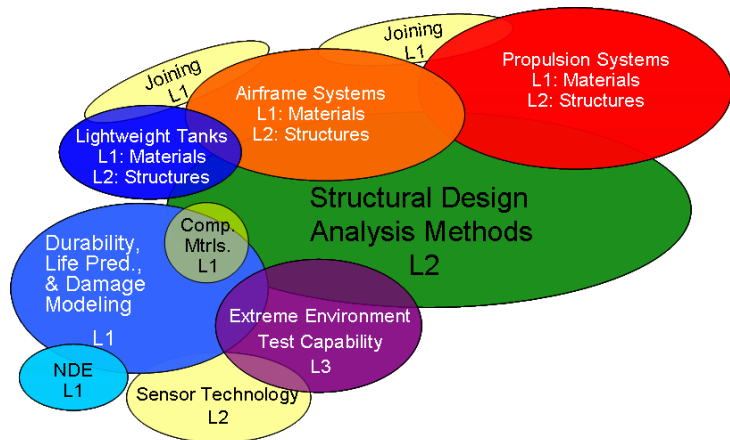 Joining
L1
Joining
L1
Propulsion Systems
L1: Materials
L2: Structures
Airframe Systems
L1: Materials
L2: Structures
Lightweight Tanks
L1: Materials
L2: Structures
Structural Design
Analysis Methods
L2
Comp.
Mtrls.
L1
Durability,
Life Pred.,
& Damage
Modeling
L1
Extreme Environment
Test Capability
L3
NDE
L1
Sensor Technology
L2